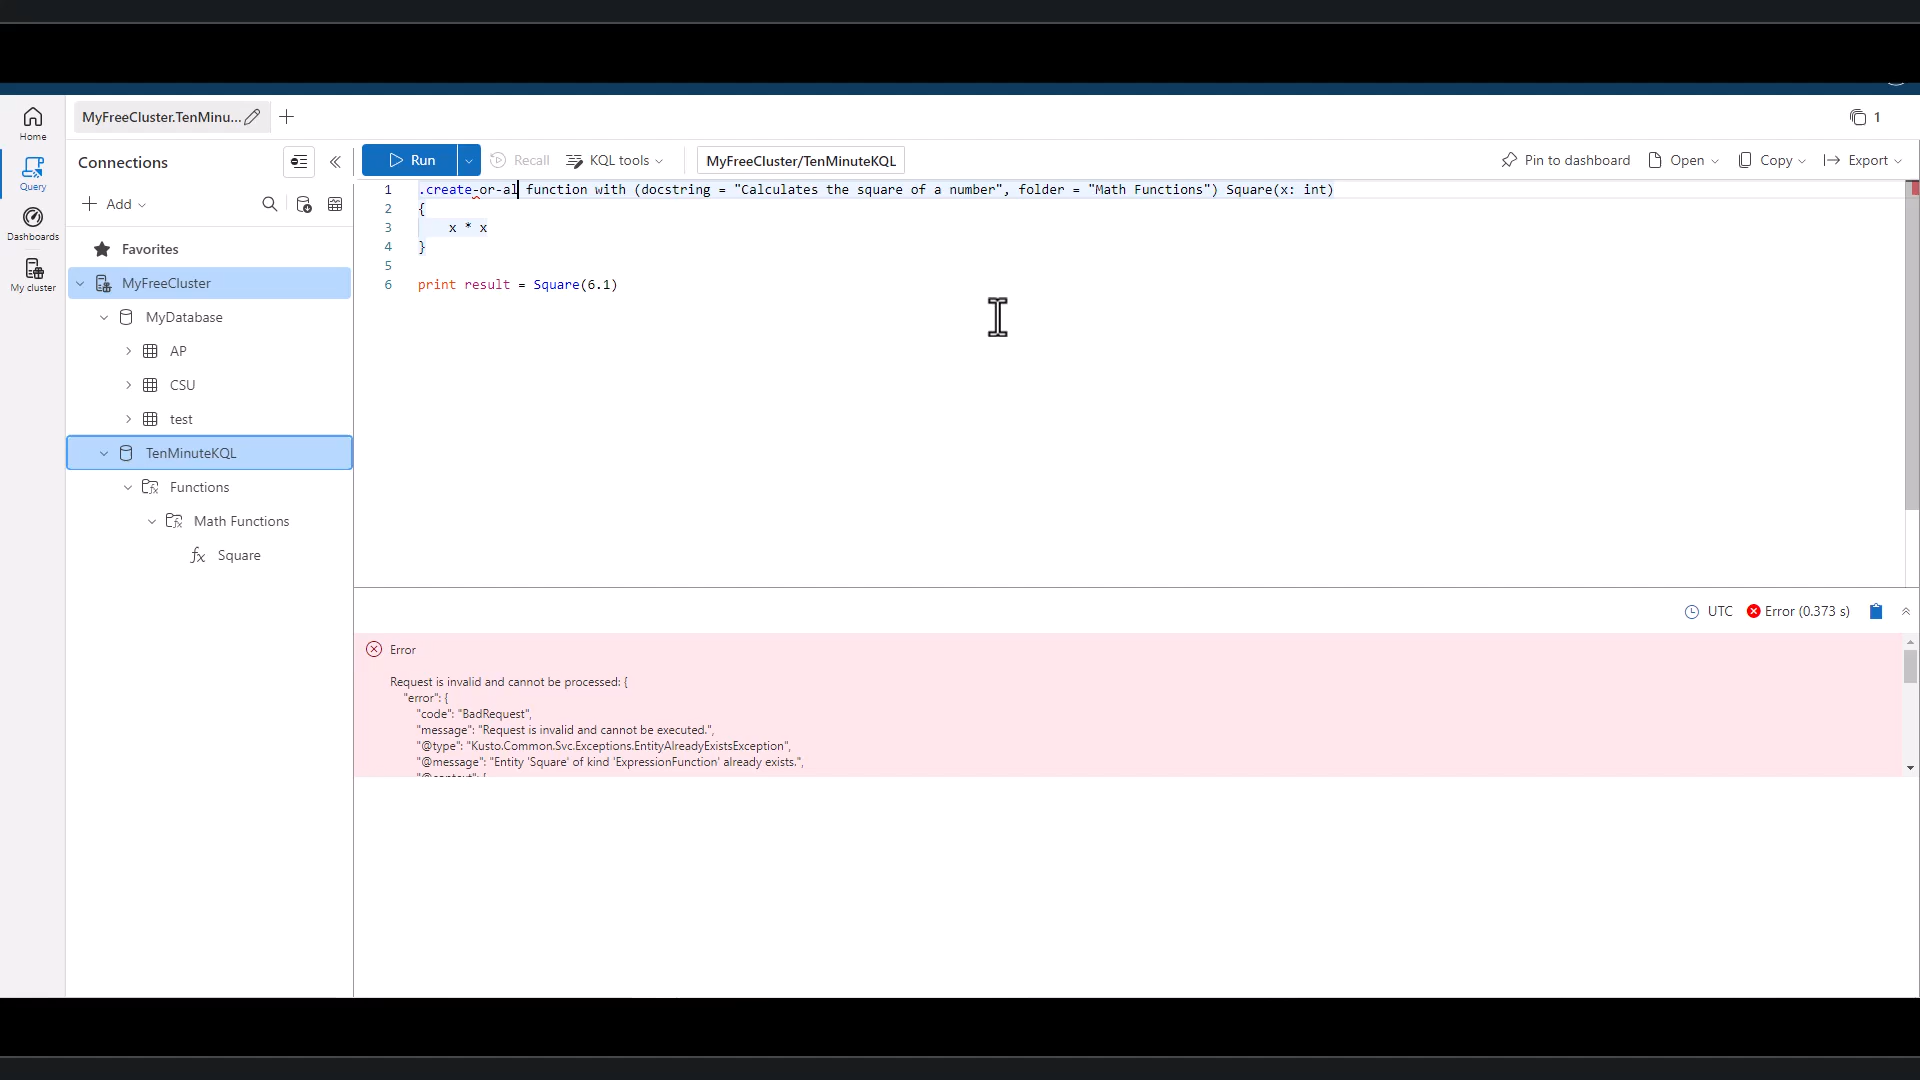 MyFreeCluster.TenMinu...
1
Home
Query
Dashboards
My cluster
Connections
Add
Favorites
MyFreeCluster
MyDatabase
AP
CSU
test
TenMinuteKQL
Functions
Math Functions
Square
Run
Recall
KQL tools
MyFreeCluster/TenMinuteKQL
Pin to dashboard
Open
Copy
Export
1 .create-or-al function with (docstring = "Calculates the square of a number", folder = "Math Functions") Square(x: int)
2 {
3 x * x
4 }
5
6 print result = Square(6.1)
UTC
Error (0.373 s)
Error
Request is invalid and cannot be processed: {
"error": {
"code": "BadRequest",
"message": "Request is invalid and cannot be executed.",
"@type": "Kusto.Common.Svc.Exceptions.EntityAlreadyExistsException",
"@message": "Entity 'Square' of kind 'ExpressionFunction' already exists.",